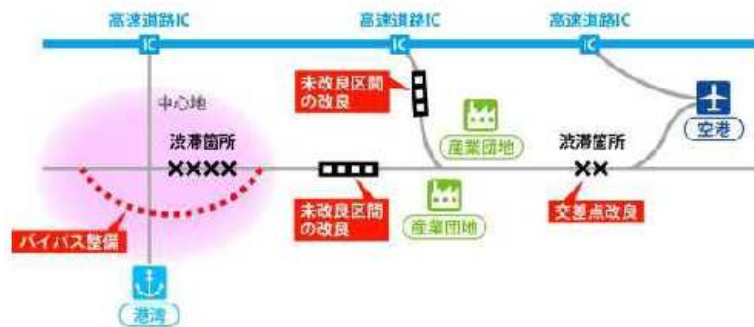 高速道路IC
高速道路IC
高速道路IC
IC
IC
IC
中心地
未改良区間
の改良
空港
渋滞箇所
産業団地
渋滞箇所
未改良区間
の改良
産業団地
交差点改良
バイパス整備
港湾